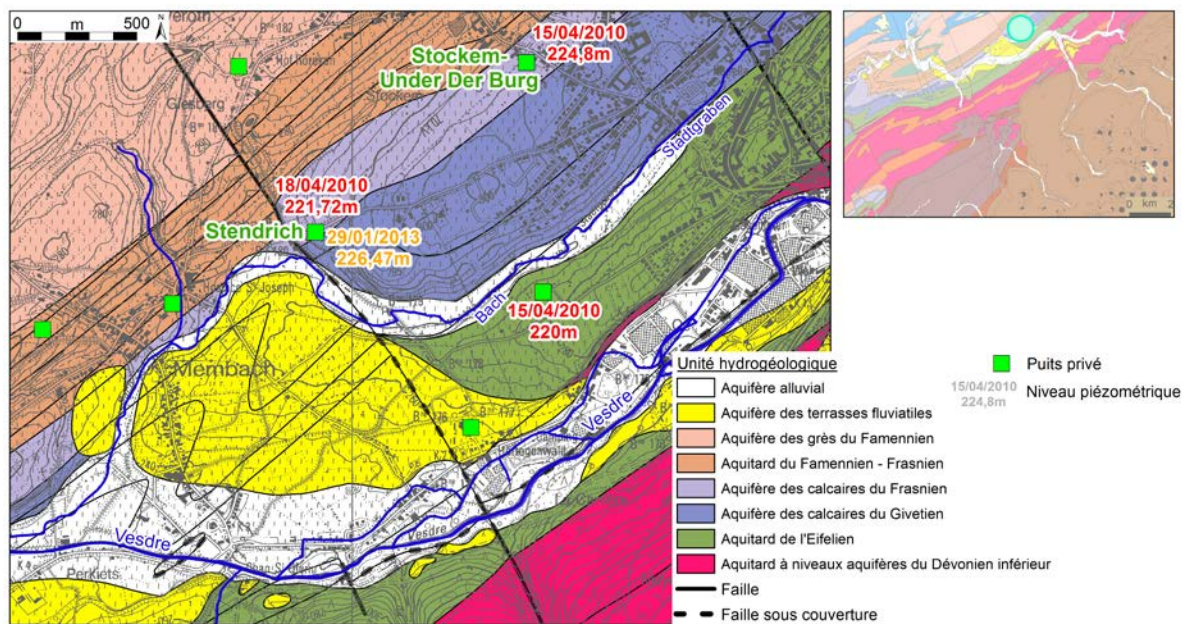 0 m 500
N
15/04/2010
224,8m
Stockem-
Under Der Burg
18/04/2010
221,72m
Stendrich
29/01/2013
226,47m
Stadtgraben
Bach
15/04/2010
220m
Membach
Vesdre
Vesdre
Vesdre
Perkiets
0 km 2
Unité hydrogéologique
Aquifère alluvial
Aquifère des terrasses fluviatiles
Aquifère des grès du Famennien
Aquitard du Famennien - Frasnien
Aquifère des calcaires du Frasnien
Aquifère des calcaires du Givetien
Aquitard de l'Eifelien
Aquitard à niveaux aquifères du Dévonien inférieur
Faille
Faille sous couverture
Puits privé
15/04/2010
224,8m
Niveau piézométrique